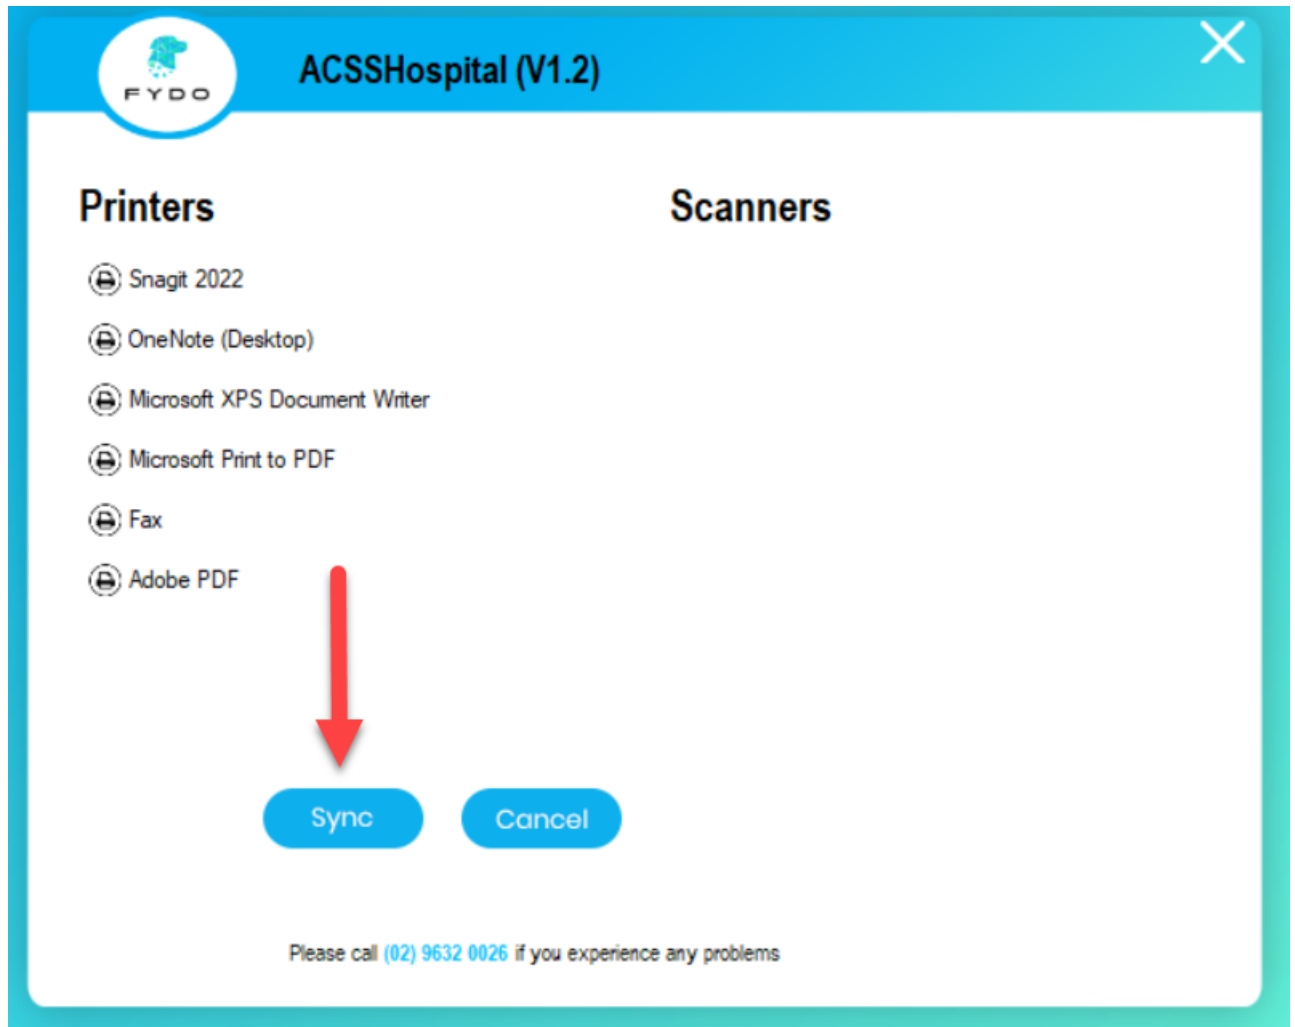 FYDO
ACSSHospital (V1.2)
Printers
Scanners
Snagit 2022
OneNote (Desktop)
Microsoft XPS Document Writer
Microsoft Print to PDF
Fax
Adobe PDF
Sync
Cancel
Please call (02) 9632 0026 if you experience any problems